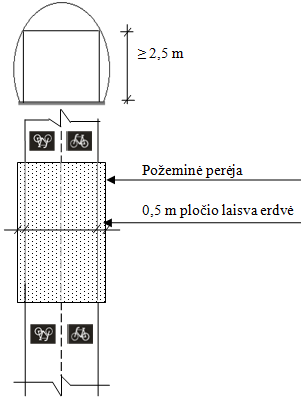 ≥ 2,5 m
Požeminė perėja
0,5 m pločio laisva erdvė